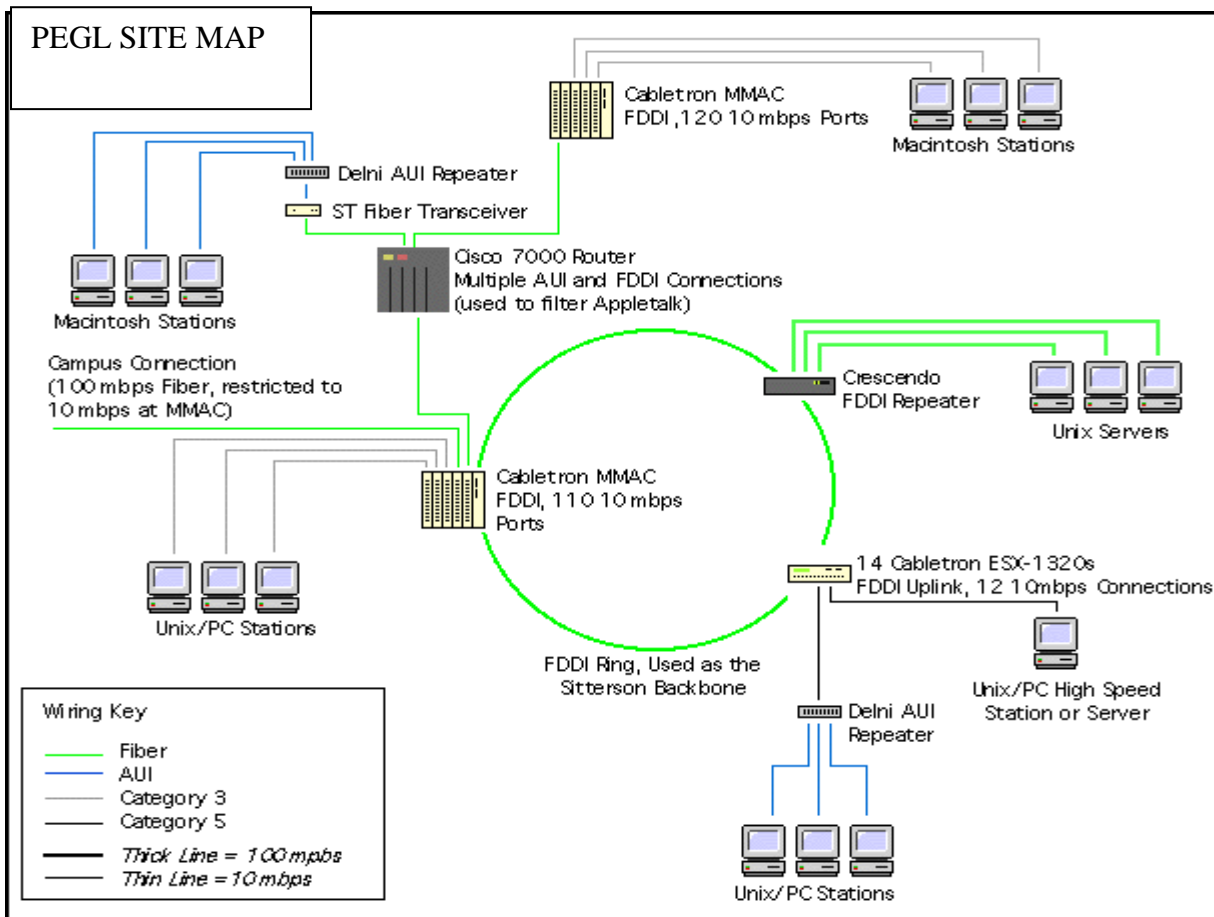 PEGL SITE MAP
Cabletron MMAC
FDDI ,120 10 mbps Ports
Macintosh Stations
Delni AUI Repeater
ST Fiber Transceiver
Cisco 7000 Router
Multiple AUI and FDDI Connections
(used to filter Appletalk)
Macintosh Stations
Campus Connection
(100 mbps Fiber, restricted to
10 mbps at MMAC)
Crescendo
FDDI Repeater
Unix Servers
Cabletron MMAC
FDDI, 110 10 mbps
Ports
Unix/PC Stations
14 Cabletron ESX-1320s
FDDI Uplink, 12 10mbps Connections
FDDI Ring, Used as the
Sitterson Backbone
Unix/PC High Speed
Station or Server
Delni AUI
Repeater
Unix/PC Stations
Wiring Key
Fiber
AUI
Category 3
Category 5
Thick Line = 100 mpbs
Thin Line = 10 mbps